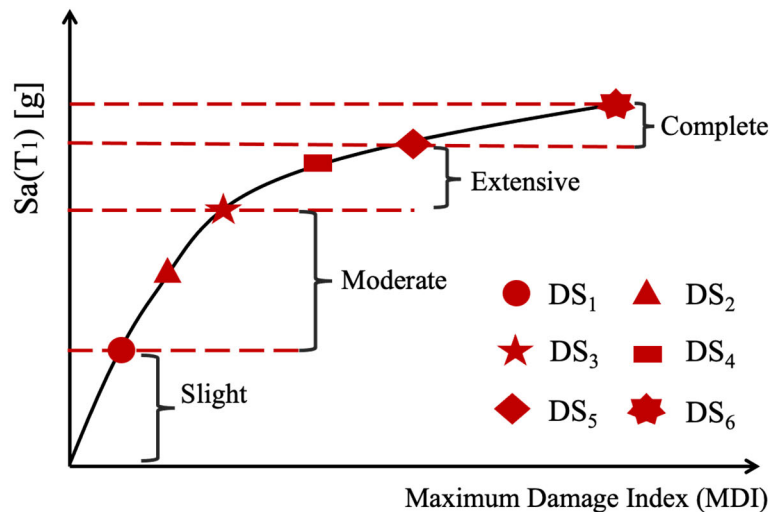 Sa(T₁) [g]
Complete
Extensive
Moderate
Slight
DS₁ DS₂
DS₃ DS₄
DS₅ DS₆
Maximum Damage Index (MDI)